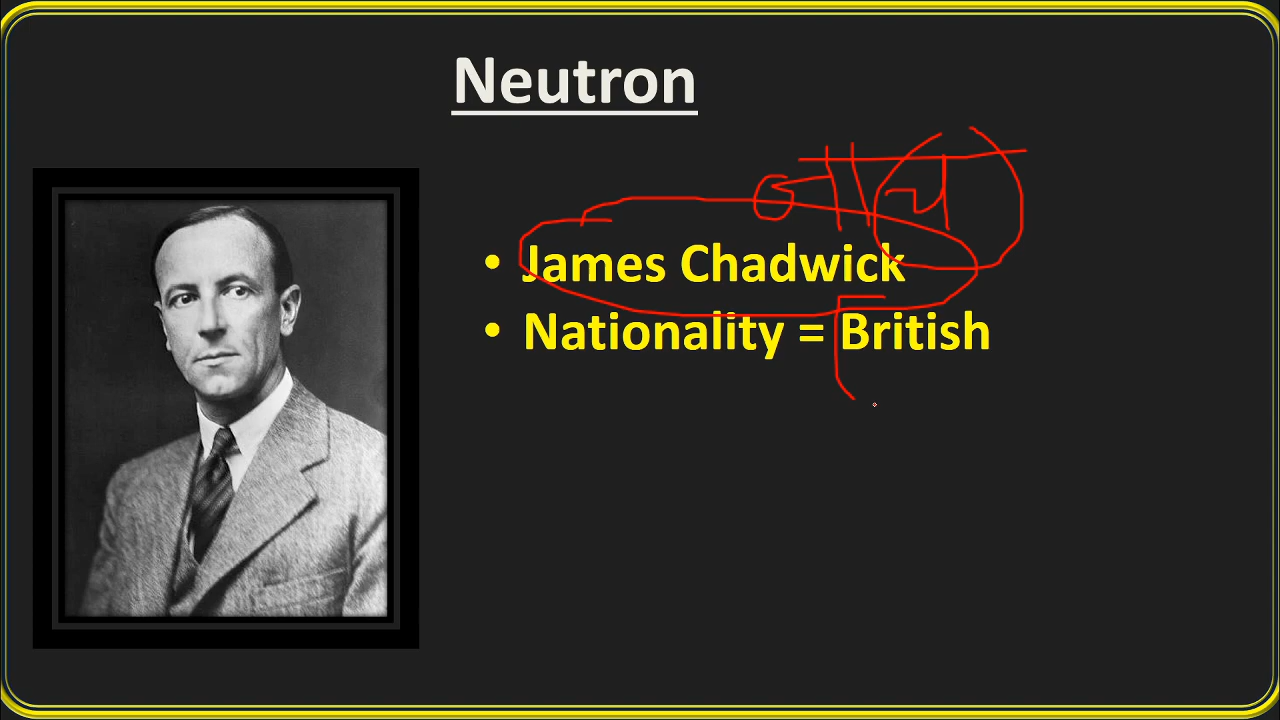 Neutron
• James Chadwick
• Nationality = British